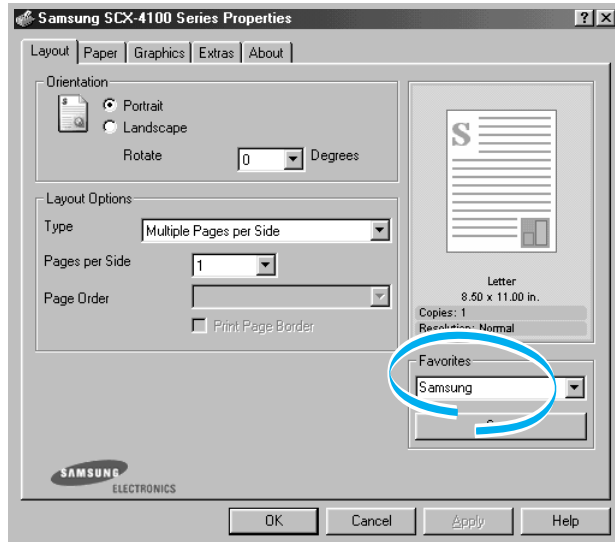 Samsung SCX-4100 Series Properties
Layout Paper Graphics Extras About
Orientation
Portrait
Landscape
Rotate 0 Degrees
Layout Options
Type Multiple Pages per Side
Pages per Side 1
Page Order
Print Page Border
S
Letter
8.50 x 11.00 in.
Copies: 1
Resolution: Normal
Favorites
Samsung
SAMSUNG
ELECTRONICS
OK Cancel Apply Help